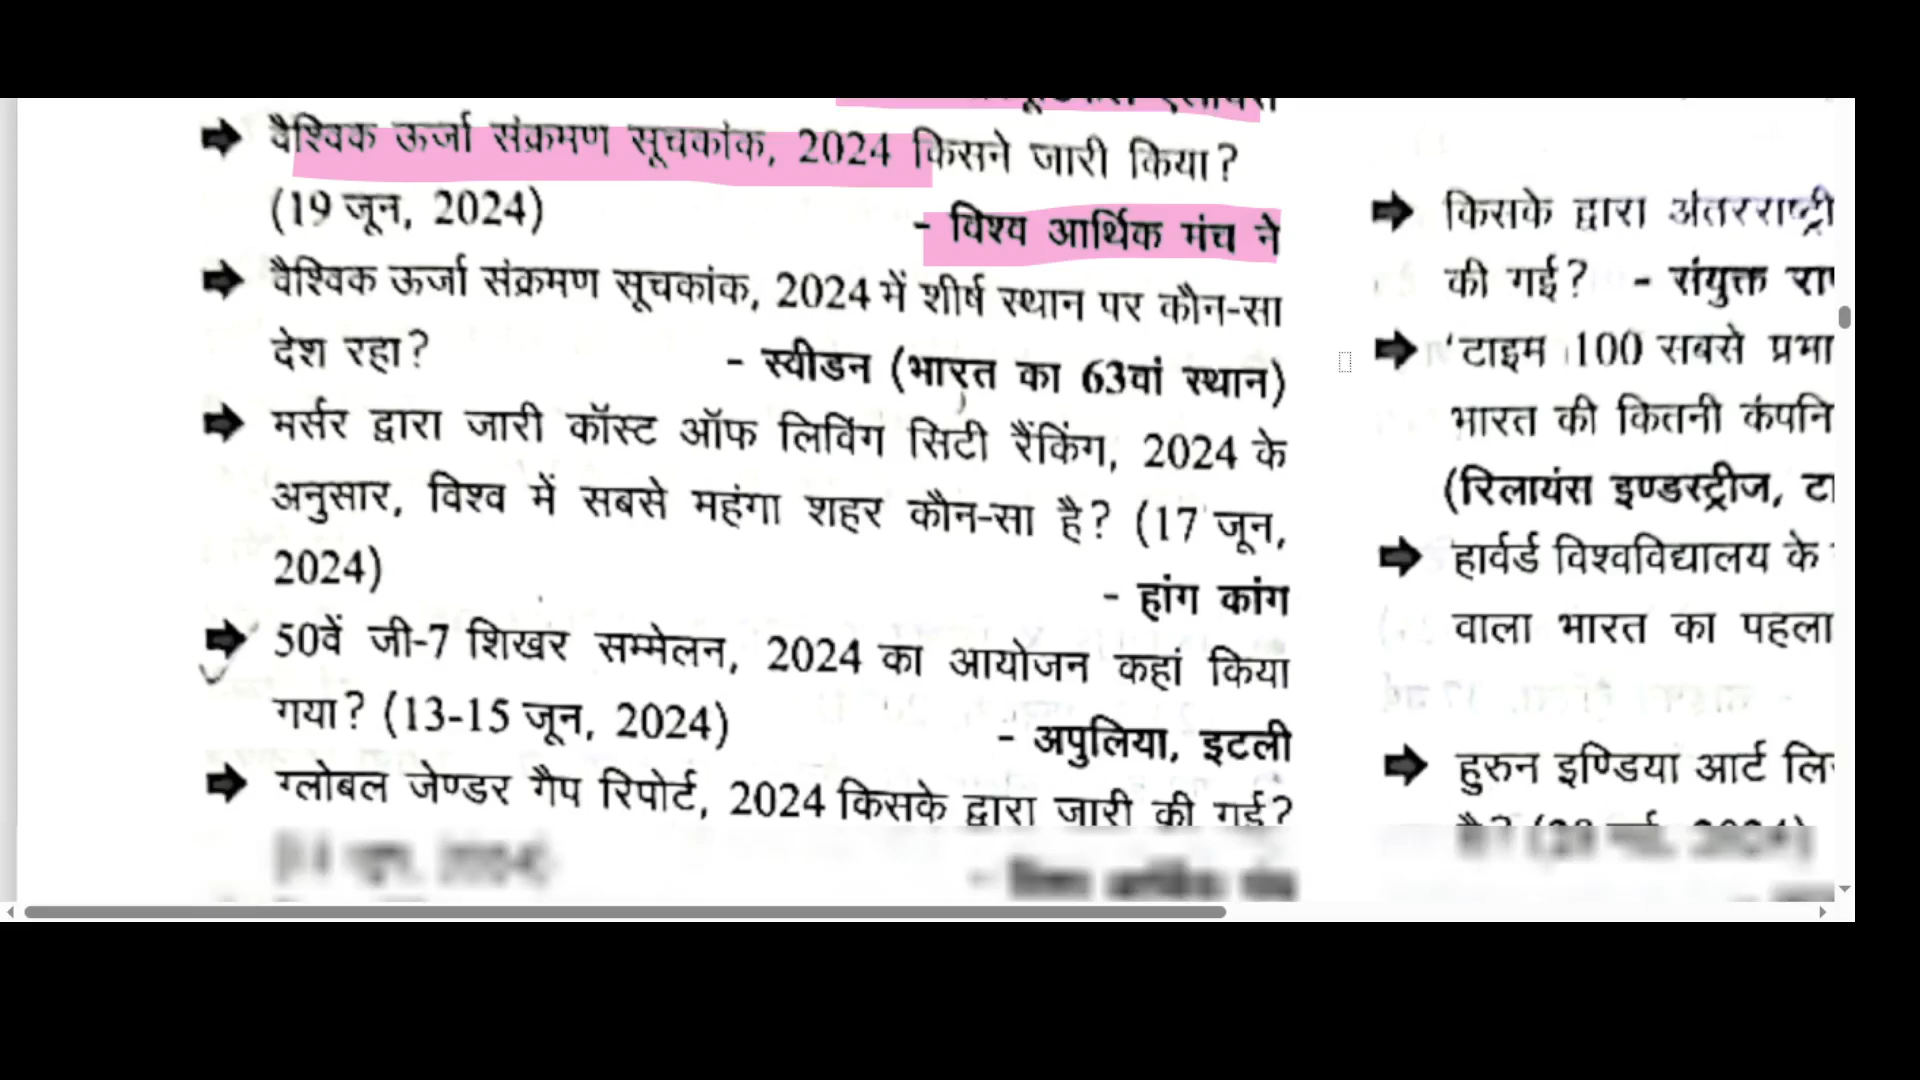 वैश्विक ऊर्जा संक्रमण सूचकांक, 2024 किसने जारी किया?
(19 जून, 2024) - विश्व आर्थिक मंच ने
वैश्विक ऊर्जा संक्रमण सूचकांक, 2024 में शीर्ष स्थान पर कौन-सा
देश रहा? - स्वीडन (भारत का 63वां स्थान)
मर्सर द्वारा जारी कॉस्ट ऑफ लिविंग सिटी रैंकिंग, 2024 के
अनुसार, विश्व में सबसे महंगा शहर कौन-सा है? (17 जून,
2024) - हांग कांग
50वें जी-7 शिखर सम्मेलन, 2024 का आयोजन कहां किया
गया? (13-15 जून, 2024) - अपुलिया, इटली
ग्लोबल जेण्डर गैप रिपोर्ट, 2024 किसके द्वारा जारी की गई?
किसके द्वारा अंतरराष्ट्री
की गई? - संयुक्त
'टाइम 100 सबसे प्रभा
भारत की कितनी कंपनि
(रिलायंस इण्डस्ट्रीज,
हार्वर्ड विश्वविद्यालय के
वाला भारत का पहला
हुरुन इण्डिया आर्ट